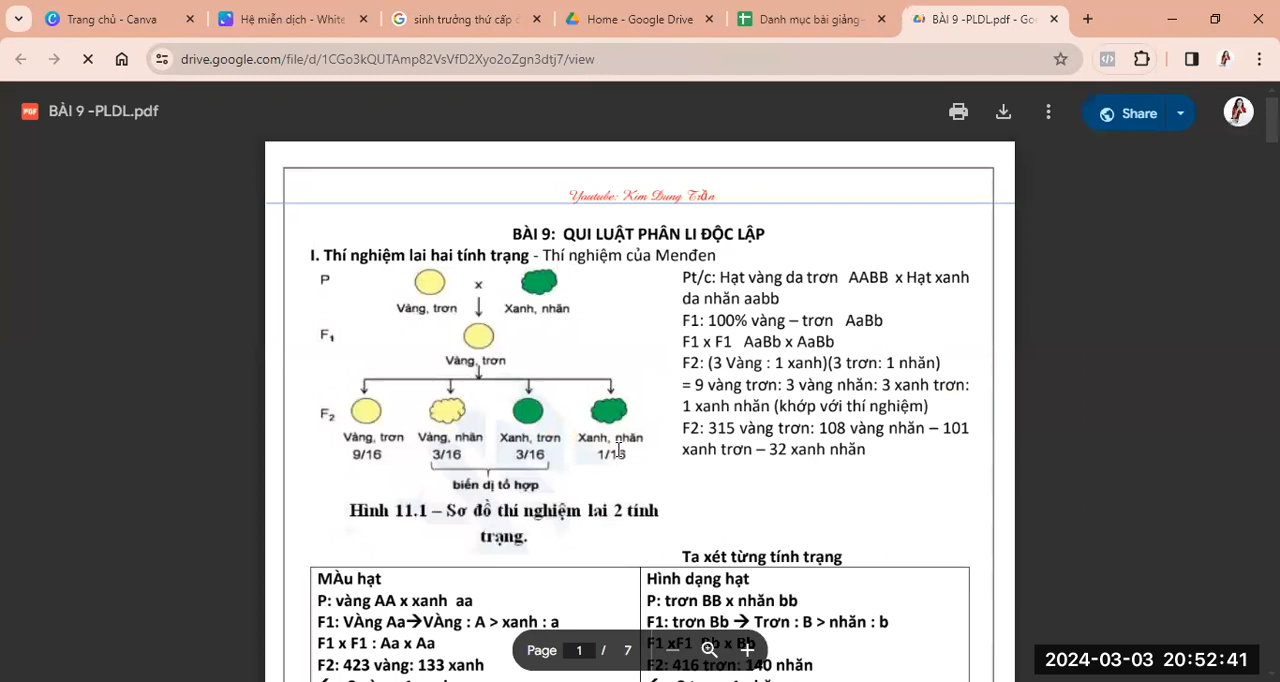 Trang chủ - Canva
Hệ miễn dịch - White
sinh trưởng thứ cấp
Home - Google Drive
Danh mục bài giảng
BÀI 9 -PLDL.pdf - Goo
drive.google.com/file/d/1CGo3kQUTAmp82VsVfD2Xyo2oZgn3dtj7/view
PDF
BÀI 9 -PLDL.pdf
Share
Youtube: Kim Dung Trần
BÀI 9: QUI LUẬT PHÂN LI ĐỘC LẬP
I. Thí nghiệm lai hai tính trạng - Thí nghiệm của Menđen
P
x
Vàng, trơn
Xanh, nhăn
F1
Vàng, trơn
F2
Vàng, trơn Vàng, nhăn Xanh, trơn Xanh, nhăn
9/16 3/16 3/16 1/16
biến dị tổ hợp
Hình 11.1 – Sơ đồ thí nghiệm lai 2 tính
trạng.
Pt/c: Hạt vàng da trơn AABB x Hạt xanh
da nhăn aabb
F1: 100% vàng – trơn AaBb
F1 x F1 AaBb x AaBb
F2: (3 Vàng : 1 xanh)(3 trơn: 1 nhăn)
= 9 vàng trơn: 3 vàng nhăn: 3 xanh trơn:
1 xanh nhăn (khớp với thí nghiệm)
F2: 315 vàng trơn: 108 vàng nhăn – 101
xanh trơn – 32 xanh nhăn
Ta xét từng tính trạng
MÀu hạt
P: vàng AA x xanh aa
F1: VÀng Aa→VÀng : A > xanh : a
F1 x F1 : Aa x Aa
F2: 423 vàng: 133 xanh
Hình dạng hạt
P: trơn BB x nhăn bb
F1: trơn Bb → Trơn : B > nhăn : b
F1 xF1 Bb x Bb
F2: 416 trơn: 140 nhăn
Page 1 / 7
2024-03-03 20:52:41